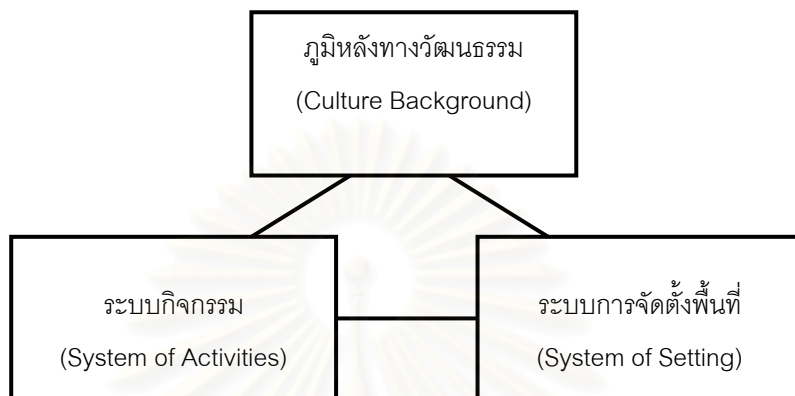 ภูมิหลังทางวัฒนธรรม
(Culture Background)
ระบบกิจกรรม
(System of Activities)
ระบบการจัดตั้งพื้นที่
(System of Setting)